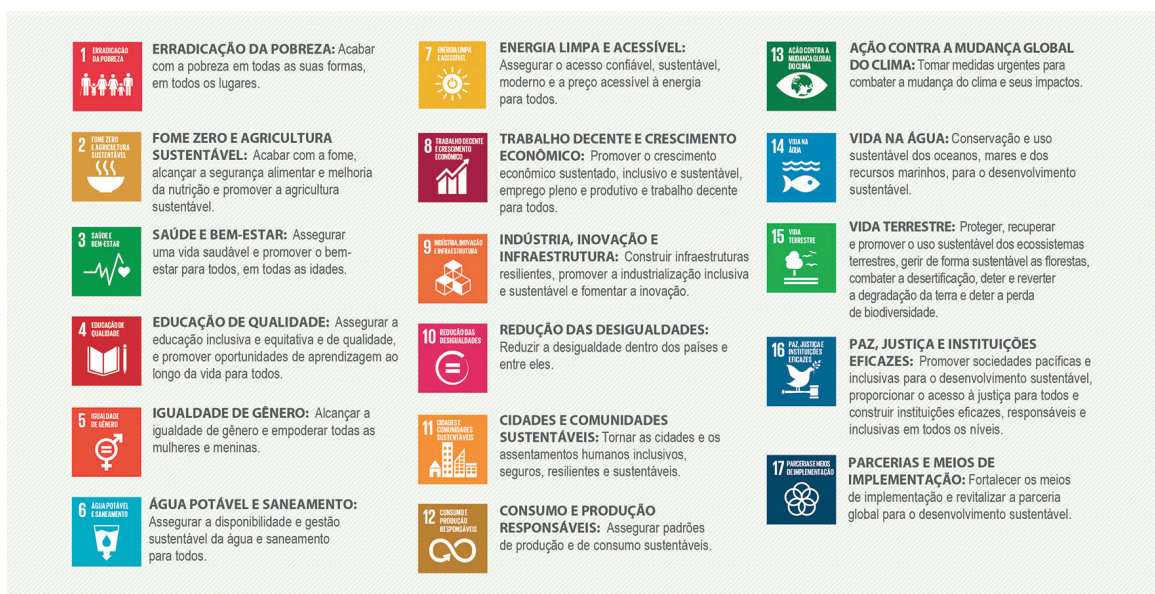 1 ERRADICAÇÃO
DA POBREZA
ERRADICAÇÃO DA POBREZA: Acabar
com a pobreza em todas as suas formas,
em todos os lugares.
2 FOME ZERO
E AGRICULTURA
SUSTENTÁVEL
FOME ZERO E AGRICULTURA
SUSTENTÁVEL: Acabar com a fome,
alcançar a segurança alimentar e melhoria
da nutrição e promover a agricultura
sustentável.
3 SAÚDE E
BEM-ESTAR
SAÚDE E BEM-ESTAR: Assegurar
uma vida saudável e promover o bem-
estar para todos, em todas as idades.
4 EDUCAÇÃO DE
QUALIDADE
EDUCAÇÃO DE QUALIDADE: Assegurar a
educação inclusiva e equitativa e de qualidade,
e promover oportunidades de aprendizagem ao
longo da vida para todos.
5 IGUALDADE
DE GÊNERO
IGUALDADE DE GÊNERO: Alcançar a
igualdade de gênero e empoderar todas as
mulheres e meninas.
6 ÁGUA POTÁVEL
E SANEAMENTO
ÁGUA POTÁVEL E SANEAMENTO:
Assegurar a disponibilidade e gestão
sustentável da água e saneamento
para todos.
7 ENERGIA LIMPA
E ACESSÍVEL
ENERGIA LIMPA E ACESSÍVEL:
Assegurar o acesso confiável, sustentável,
moderno e a preço acessível à energia
para todos.
8 TRABALHO DECENTE
E CRESCIMENTO
ECONÔMICO
TRABALHO DECENTE E CRESCIMENTO
ECONÔMICO: Promover o crescimento
econômico sustentado, inclusivo e sustentável,
emprego pleno e produtivo e trabalho decente
para todos.
9 INDÚSTRIA, INOVAÇÃO
E INFRAESTRUTURA
INDÚSTRIA, INOVAÇÃO E
INFRAESTRUTURA: Construir infraestruturas
resilientes, promover a industrialização inclusiva
e sustentável e fomentar a inovação.
10 REDUÇÃO DAS
DESIGUALDADES
REDUÇÃO DAS DESIGUALDADES:
Reduzir a desigualdade dentro dos países e
entre eles.
11 CIDADES E
COMUNIDADES
SUSTENTÁVEIS
CIDADES E COMUNIDADES
SUSTENTÁVEIS: Tornar as cidades e os
assentamentos humanos inclusivos,
seguros, resilientes e sustentáveis.
12 CONSUMO E
PRODUÇÃO
RESPONSÁVEIS
CONSUMO E PRODUÇÃO
RESPONSÁVEIS: Assegurar padrões
de produção e de consumo sustentáveis.
13 AÇÃO CONTRA A
MUDANÇA GLOBAL
DO CLIMA
AÇÃO CONTRA A MUDANÇA GLOBAL
DO CLIMA: Tomar medidas urgentes para
combater a mudança do clima e seus impactos.
14 VIDA NA
ÁGUA
VIDA NA ÁGUA: Conservação e uso
sustentável dos oceanos, mares e dos
recursos marinhos, para o desenvolvimento
sustentável.
15 VIDA
TERRESTRE
VIDA TERRESTRE: Proteger, recuperar
e promover o uso sustentável dos ecossistemas
terrestres, gerir de forma sustentável as florestas,
combater a desertificação, deter e reverter
a degradação da terra e deter a perda
de biodiversidade.
16 PAZ, JUSTIÇA E
INSTITUIÇÕES
EFICAZES
PAZ, JUSTIÇA E INSTITUIÇÕES
EFICAZES: Promover sociedades pacíficas e
inclusivas para o desenvolvimento sustentável,
proporcionar o acesso à justiça para todos e
construir instituições eficazes, responsáveis e
inclusivas em todos os níveis.
17 PARCERIAS E MEIOS
DE IMPLEMENTAÇÃO
PARCERIAS E MEIOS DE
IMPLEMENTAÇÃO: Fortalecer os meios
de implementação e revitalizar a parceria
global para o desenvolvimento sustentável.